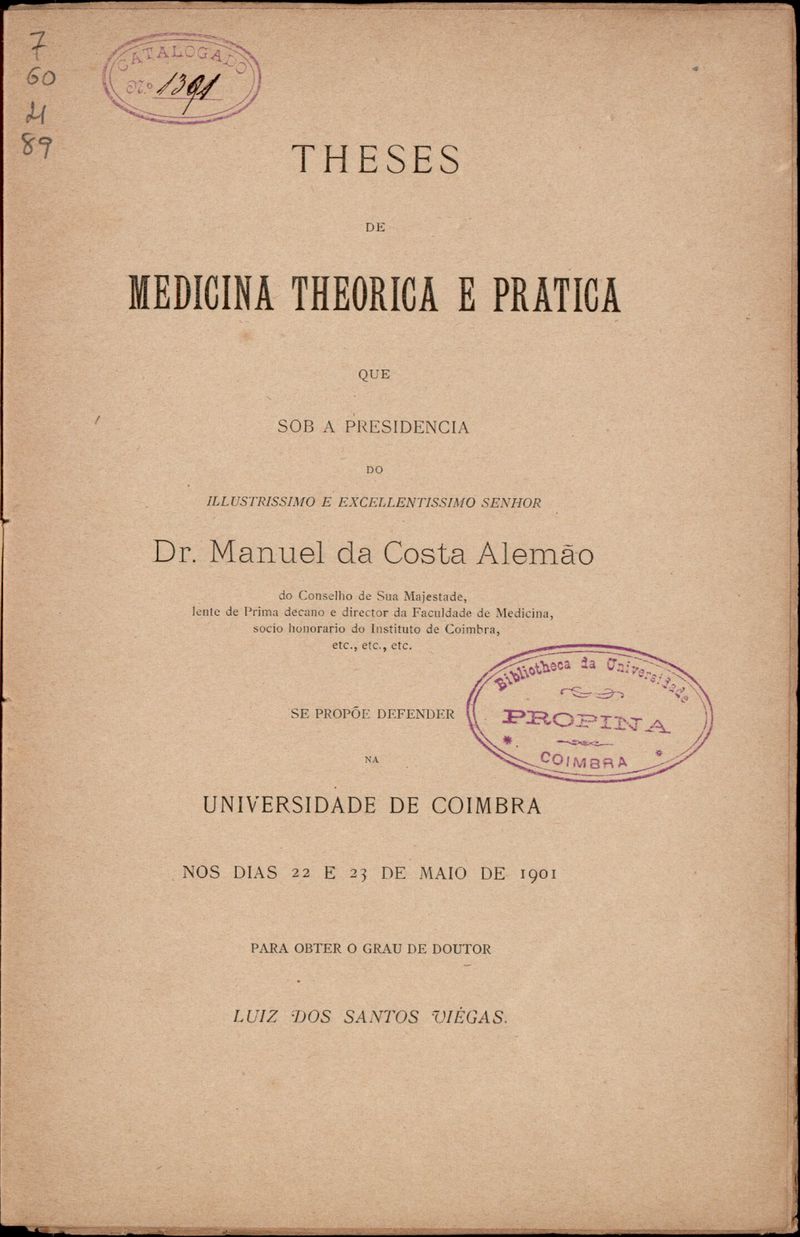 7
60
4
89
CATALOGADO
N.º 1391
THESES
DE
MEDICINA THEORICA E PRATICA
QUE
SOB A PRESIDENCIA
DO
ILLUSTRISSIMO E EXCELLENTISSIMO SENHOR
Dr. Manuel da Costa Alemão
do Conselho de Sua Majestade,
lente de Prima decano e director da Faculdade de Medicina,
socio honorario do Instituto de Coimbra,
etc., etc., etc.
SE PROPÕE DEFENDER
NA
UNIVERSIDADE DE COIMBRA
NOS DIAS 22 E 23 DE MAIO DE 1901
PARA OBTER O GRAU DE DOUTOR
LUIZ DOS SANTOS VIÉGAS.
Bibliotheca da Universidade
PROPINA
* COIMBRA *